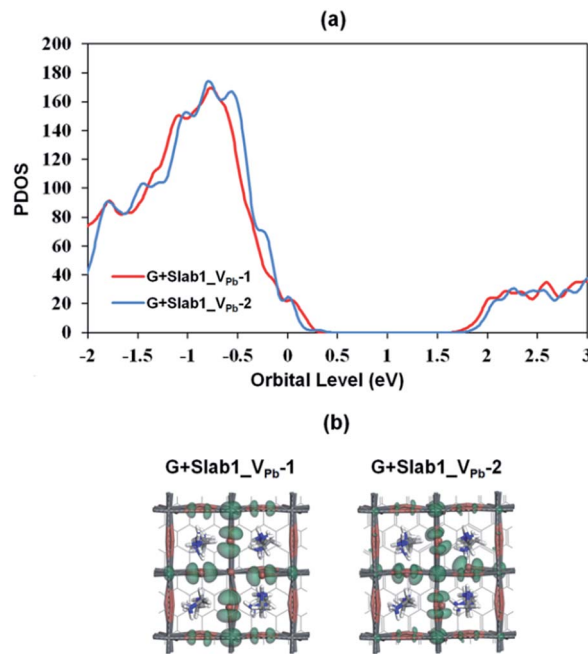 (a)
PDOS
200
180
160
140
120
100
80
60
40
20
0
G+Slab1_VPb-1
G+Slab1_VPb-2
-2 -1.5 -1 -0.5 0 0.5 1 1.5 2 2.5 3
Orbital Level (eV)
(b)
G+Slab1_VPb-1 G+Slab1_VPb-2